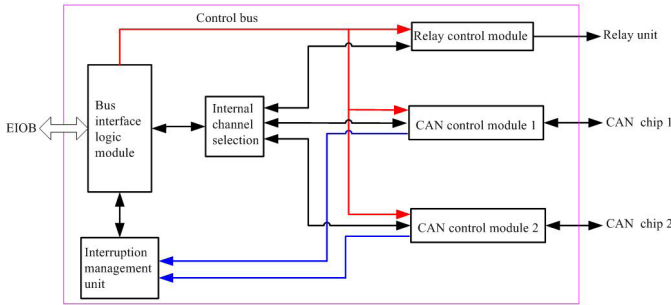 Control bus
Relay control module
Relay unit
Bus
interface
logic
module
EIOB
Internal
channel
selection
CAN control module 1
CAN chip 1
CAN control module 2
CAN chip 2
Interruption
management
unit